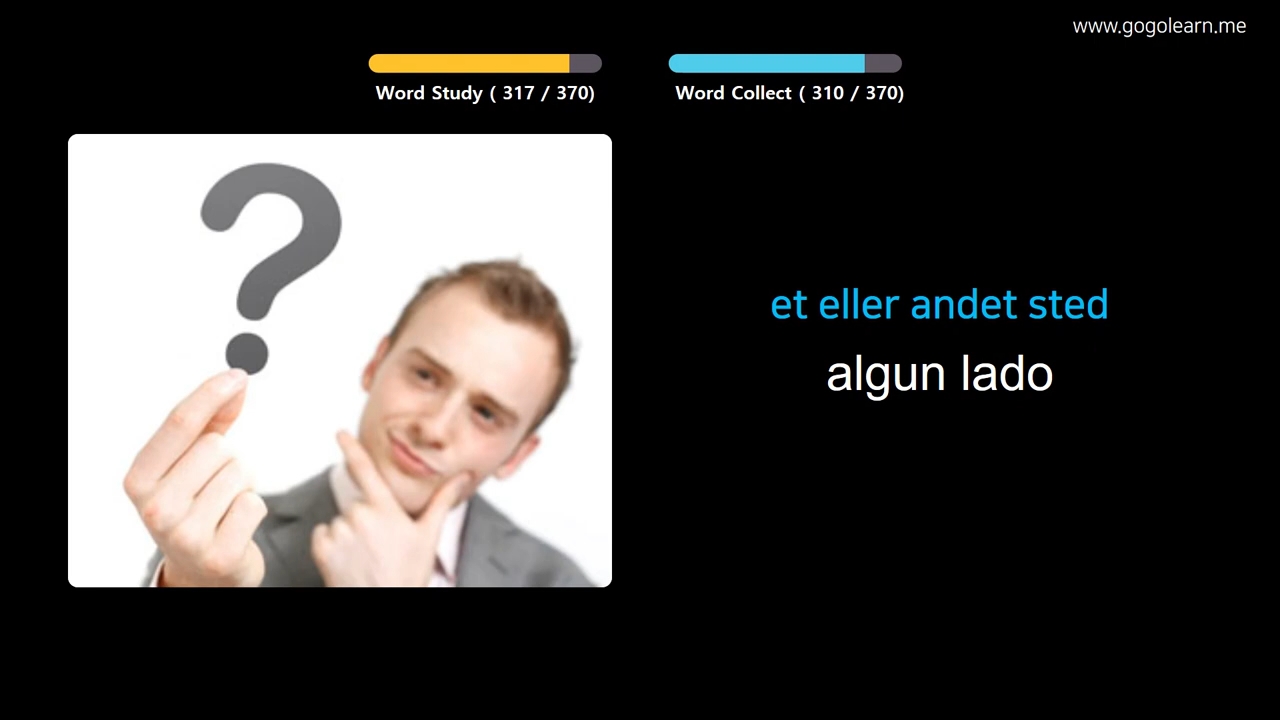 www.gogolearn.me
Word Study ( 317 / 370)
Word Collect ( 310 / 370)
?
et eller andet sted
algun lado